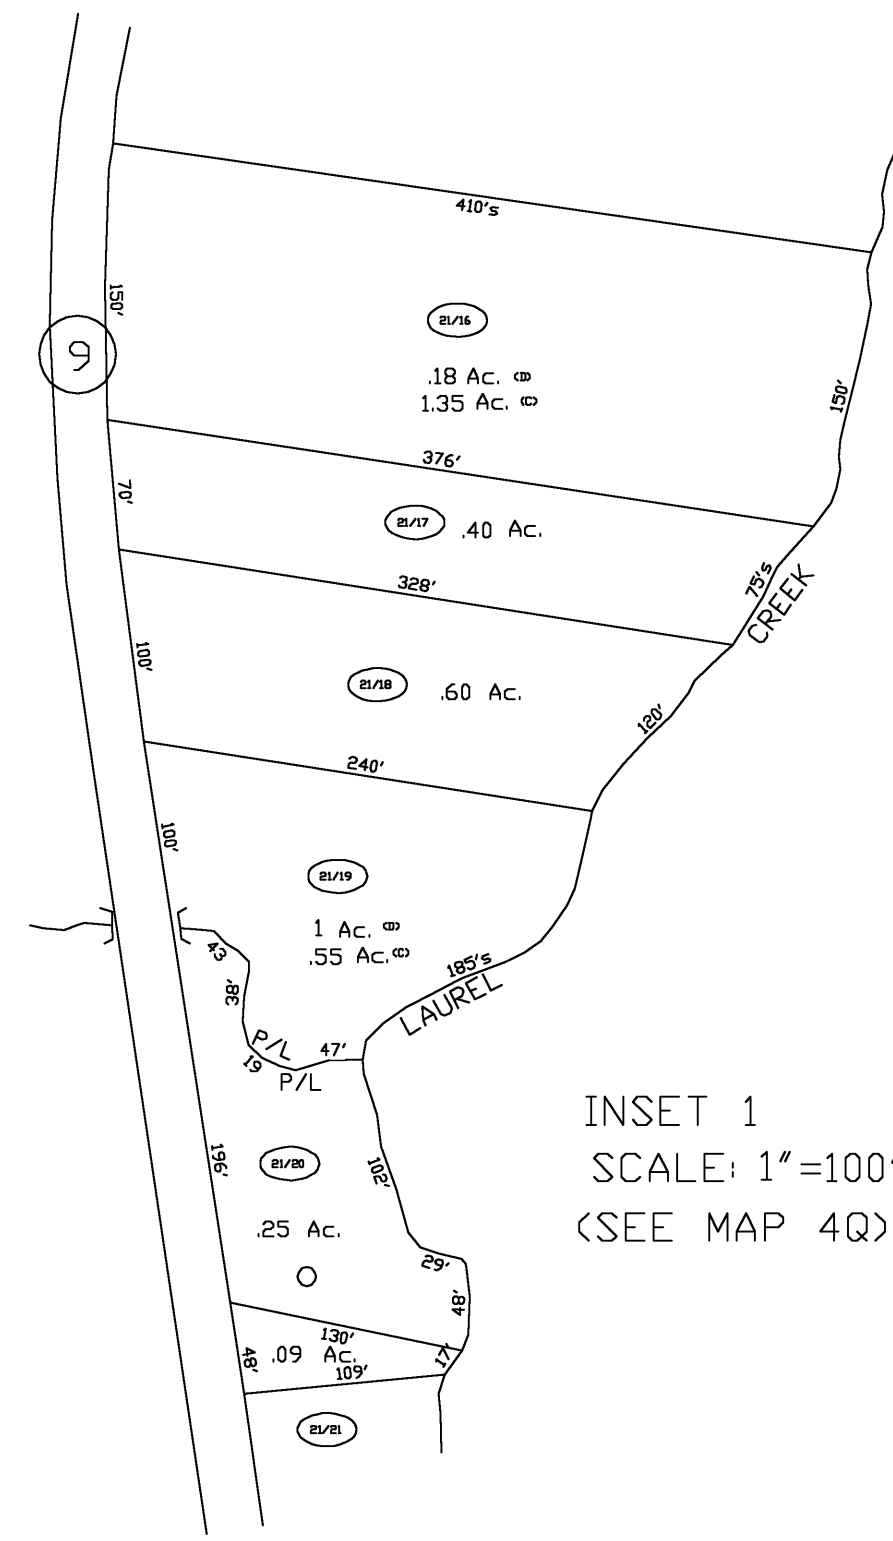 410's
150'
21/16
9
.18 Ac. (D)
1.35 Ac. (C)
150'
376'
70'
21/17
.40 Ac.
75's
CREEK
328'
100'
21/18
.60 Ac.
120'
240'
100'
21/19
1 Ac. (D)
.55 Ac. (C)
43
38'
185's
LAUREL
P/L
19
47'
P/L
INSET 1
SCALE: 1"=100'
(SEE MAP 4Q)
196'
21/20
102'
.25 Ac.
29'
48'
130'
.09 Ac.
17'
48'
109'
21/21